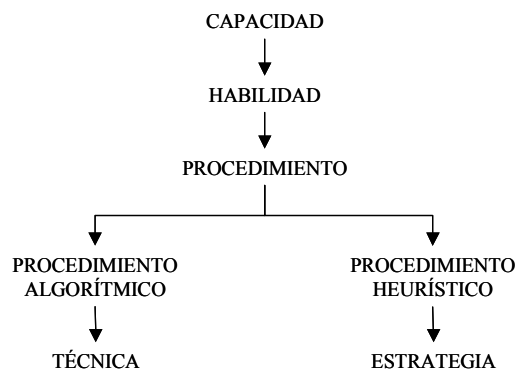 CAPACIDAD
HABILIDAD
PROCEDIMIENTO
PROCEDIMIENTO
ALGORÍTMICO
PROCEDIMIENTO
HEURÍSTICO
TÉCNICA
ESTRATEGIA